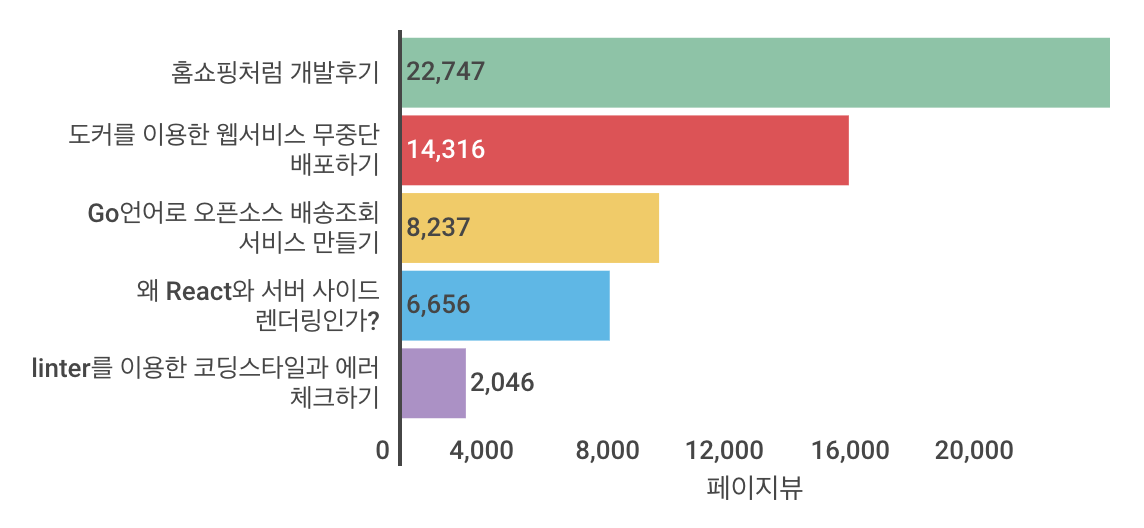 홈쇼핑처럼 개발후기
22,747
도커를 이용한 웹서비스 무중단
배포하기
14,316
Go언어로 오픈소스 배송조회
서비스 만들기
8,237
왜 React와 서버 사이드
렌더링인가?
6,656
linter를 이용한 코딩스타일과 에러
체크하기
2,046
0 4,000 8,000 12,000 16,000 20,000
페이지뷰